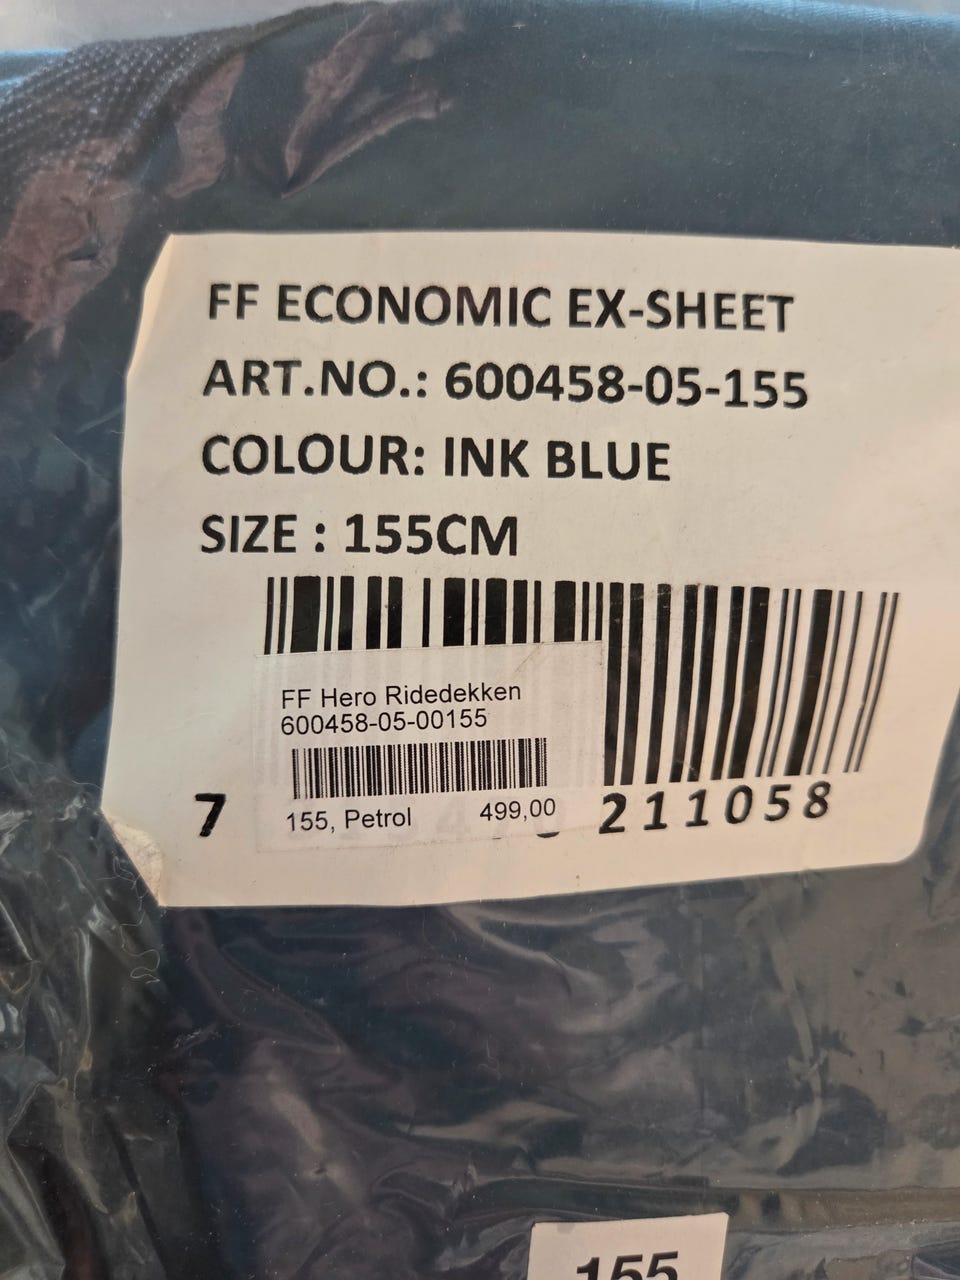 FF ECONOMIC EX-SHEET
ART.NO.: 600458-05-155
COLOUR: INK BLUE
SIZE : 155CM
FF Hero Ridedekken
600458-05-00155
155, Petrol 499,00
7 211058
155